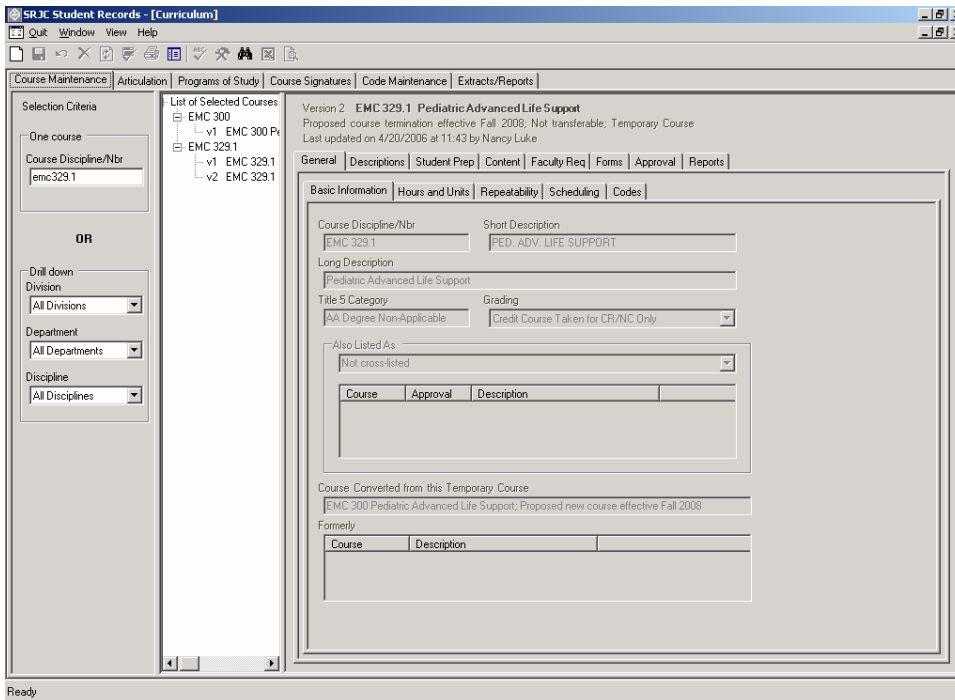 SRJC Student Records - [Curriculum]
Quit Window View Help
Course Maintenance Articulation Programs of Study Course Signatures Code Maintenance Extracts/Reports
Selection Criteria
One course
Course Discipline/Nbr
emc329.1
OR
Drill down
Division
All Divisions
Department
All Departments
Discipline
All Disciplines
List of Selected Courses
EMC 300
v1 EMC 300 Pe
EMC 329.1
v1 EMC 329.1
v2 EMC 329.1
Version 2 EMC 329.1 Pediatric Advanced Life Support
Proposed course termination effective Fall 2008; Not transferable; Temporary Course
Last updated on 4/20/2006 at 11:43 by Nancy Luke
General Descriptions Student Prep Content Faculty Req Forms Approval Reports
Basic Information Hours and Units Repeatability Scheduling Codes
Course Discipline/Nbr Short Description
EMC 329.1 PED. ADV. LIFE SUPPORT
Long Description
Pediatric Advanced Life Support
Title 5 Category Grading
AA Degree Non-Applicable Credit Course Taken for CR/NC Only
Also Listed As
Not cross-listed
Course Approval Description
Course Converted from this Temporary Course
EMC 300 Pediatric Advanced Life Support; Proposed new course effective Fall 2008
Formerly
Course Description
Ready